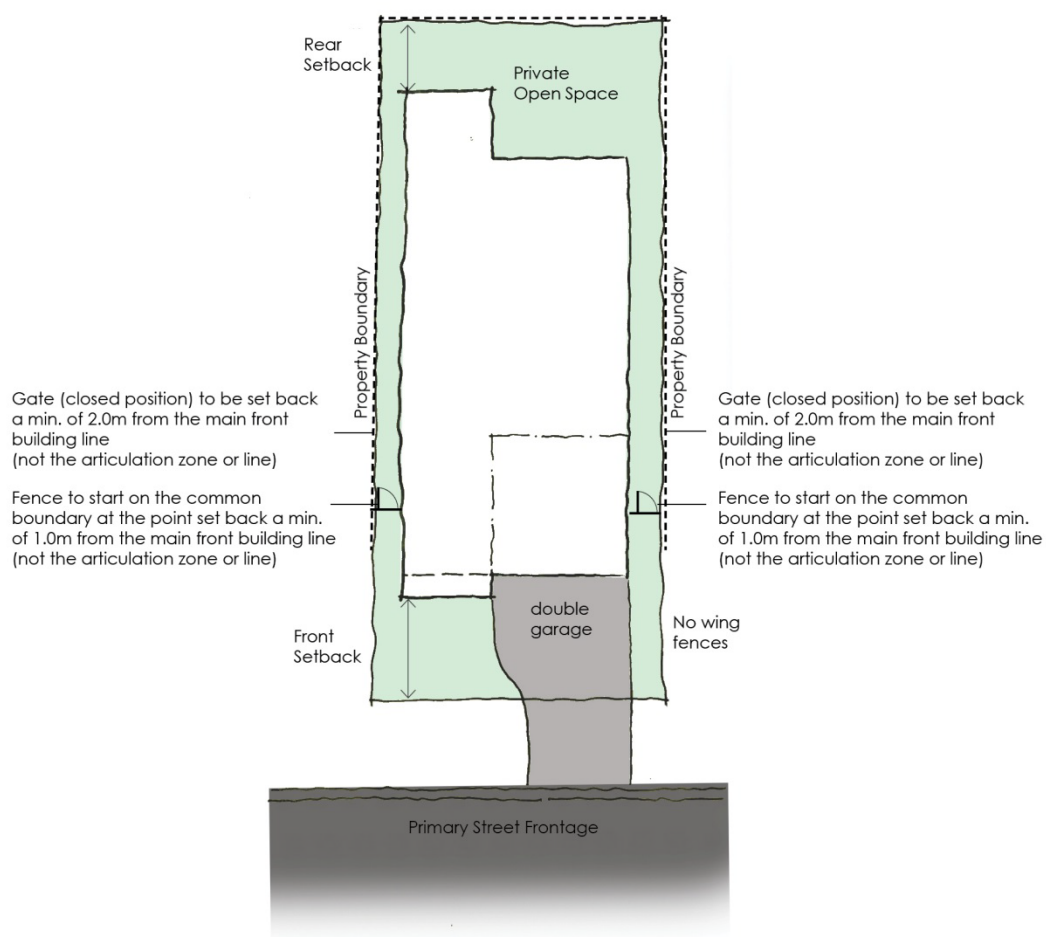 Rear
Setback
Private
Open Space
Property Boundary
Property Boundary
Gate (closed position) to be set back
a min. of 2.0m from the main front
building line
(not the articulation zone or line)
Gate (closed position) to be set back
a min. of 2.0m from the main front
building line
(not the articulation zone or line)
Fence to start on the common
boundary at the point set back a min.
of 1.0m from the main front building line
(not the articulation zone or line)
Fence to start on the common
boundary at the point set back a min.
of 1.0m from the main front building line
(not the articulation zone or line)
double
garage
Front
Setback
No wing
fences
Primary Street Frontage